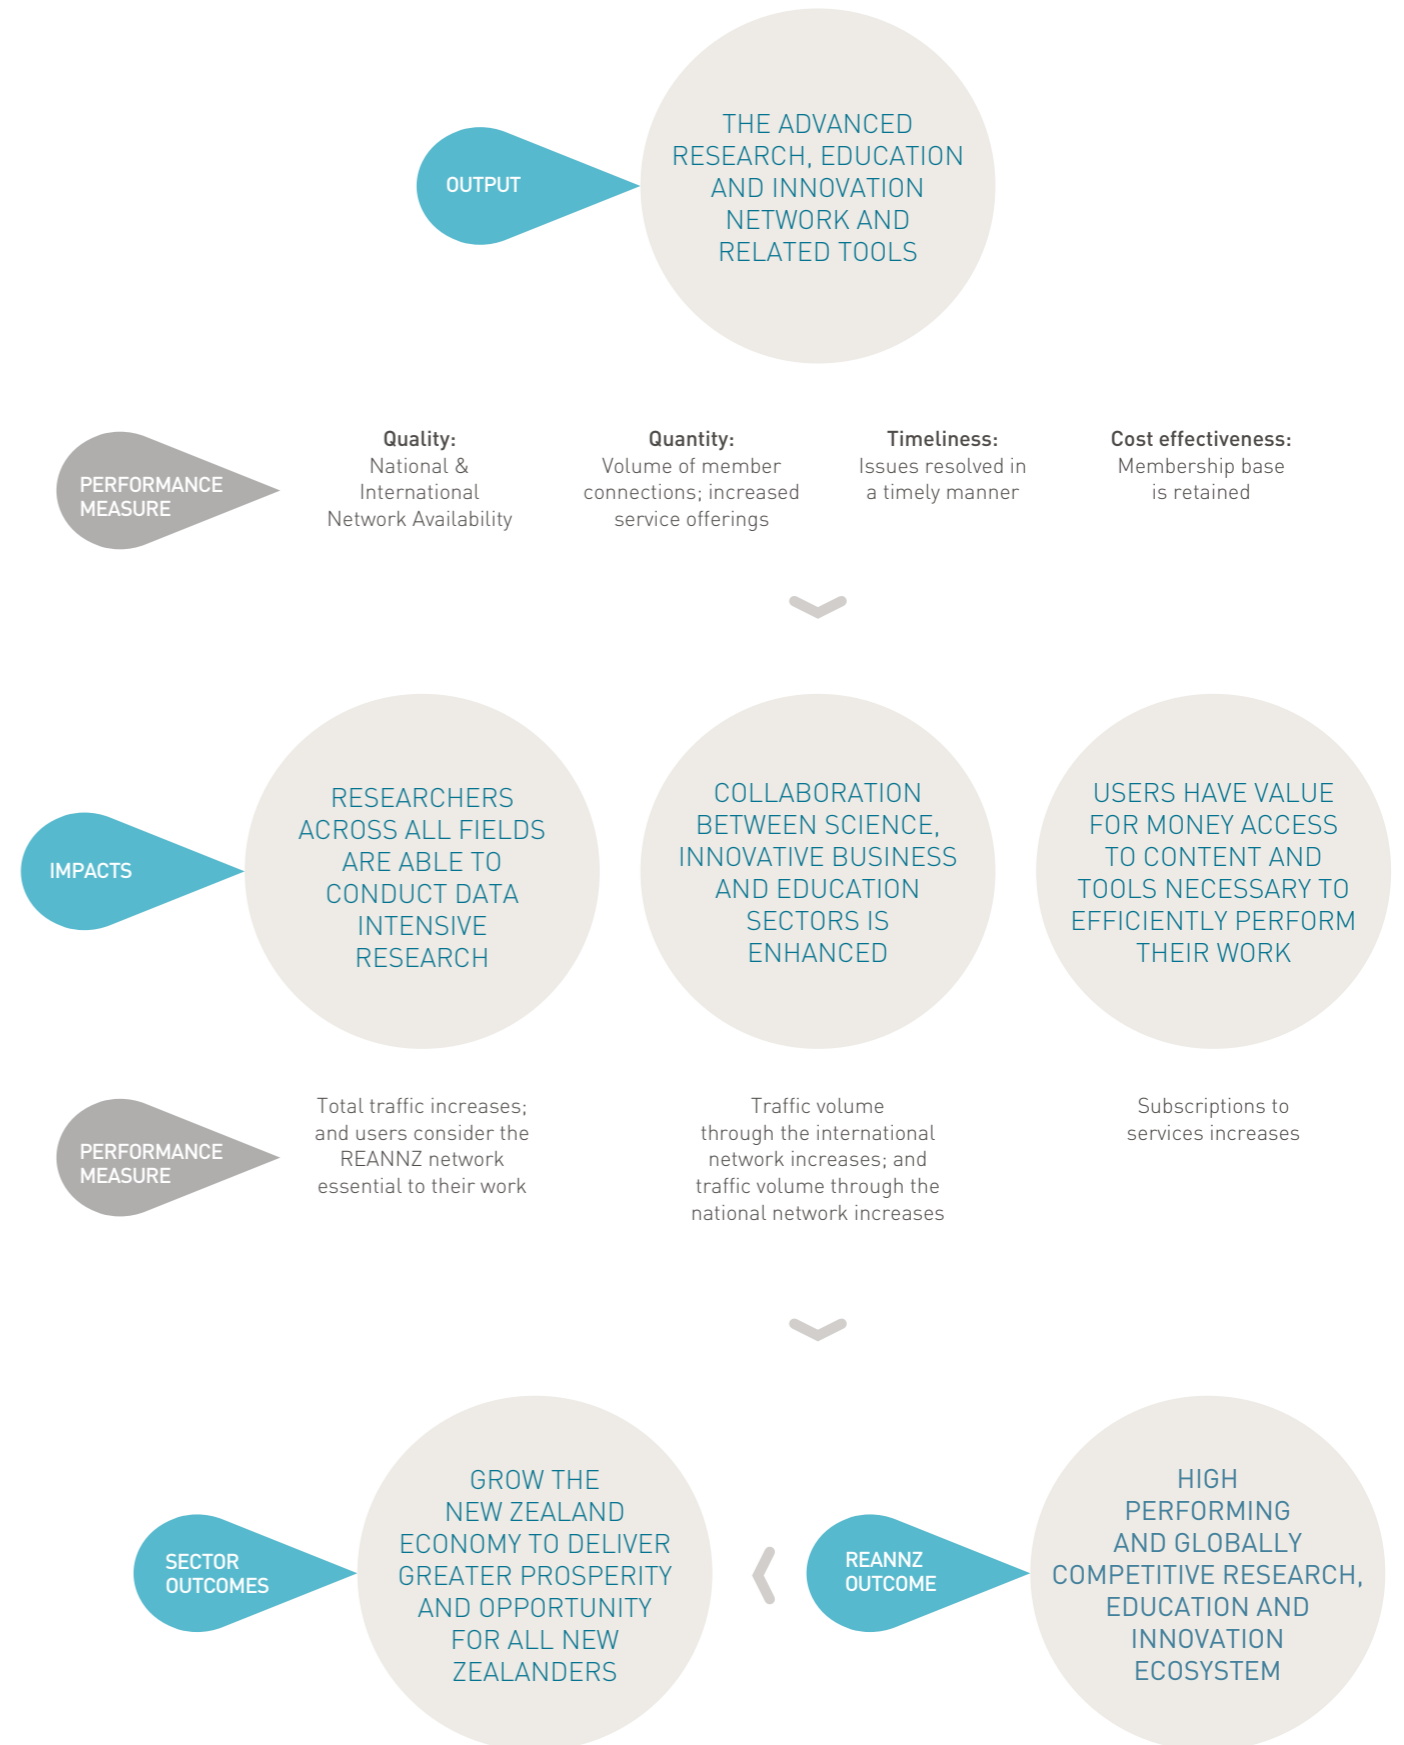 OUTPUT
THE ADVANCED
RESEARCH, EDUCATION
AND INNOVATION
NETWORK AND
RELATED TOOLS
PERFORMANCE
MEASURE
Quality:
National &
International
Network Availability
Quantity:
Volume of member
connections; increased
service offerings
Timeliness:
Issues resolved in
a timely manner
Cost effectiveness:
Membership base
is retained
IMPACTS
RESEARCHERS
ACROSS ALL FIELDS
ARE ABLE TO
CONDUCT DATA
INTENSIVE
RESEARCH
COLLABORATION
BETWEEN SCIENCE,
INNOVATIVE BUSINESS
AND EDUCATION
SECTORS IS
ENHANCED
USERS HAVE VALUE
FOR MONEY ACCESS
TO CONTENT AND
TOOLS NECESSARY TO
EFFICIENTLY PERFORM
THEIR WORK
PERFORMANCE
MEASURE
Total traffic increases;
and users consider the
REANNZ network
essential to their work
Traffic volume
through the international
network increases; and
traffic volume through the
national network increases
Subscriptions to
services increases
SECTOR
OUTCOMES
GROW THE
NEW ZEALAND
ECONOMY TO DELIVER
GREATER PROSPERITY
AND OPPORTUNITY
FOR ALL NEW
ZEALANDERS
REANNZ
OUTCOME
HIGH
PERFORMING
AND GLOBALLY
COMPETITIVE RESEARCH,
EDUCATION AND
INNOVATION
ECOSYSTEM